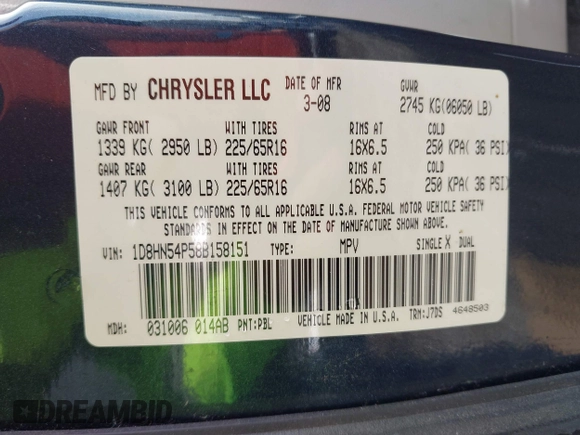 MFD BY CHRYSLER LLC DATE OF MFR GVWR
3-08 2745 KG(06050 LB)
GAWR FRONT WITH TIRES RIMS AT COLD
1339 KG( 2950 LB) 225/65R16 16X6.5 250 KPA( 36 PSI)
GAWR REAR WITH TIRES RIMS AT COLD
1407 KG( 3100 LB) 225/65R16 16X6.5 250 KPA( 36 PSI)
THIS VEHICLE CONFORMS TO ALL APPLICABLE U.S.A. FEDERAL MOTOR VEHICLE SAFETY
STANDARDS IN EFFECT ON THE DATE OF MANUFACTURE SHOWN ABOVE.
VIN: 1D8HN54P58B158151 TYPE: MPV SINGLE X DUAL
MDH: 031006 014AB PNT:PBL VEHICLE MADE IN U.S.A. TRM:J7DS 4648503
DREAMBID